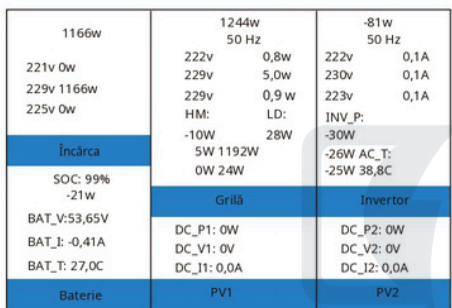 1166w
221v 0w
229v 1166w
225v 0w
Încărca
SOC: 99%
-21w
BAT_V:53,65V
BAT_I: -0,41A
BAT_T: 27,0C
Baterie
1244w
50 Hz
222v 0,8w
229v 5,0w
229v 0,9 w
HM: LD:
-10W 28W
5W 1192W
0W 24W
Grilă
DC_P1: 0W
DC_V1: 0V
DC_I1: 0,0A
PV1
-81w
50 Hz
222v 0,1A
230v 0,1A
223v 0,1A
INV_P:
-30W
-26W AC_T:
-25W 38,8C
Invertor
DC_P2: 0W
DC_V2: 0V
DC_I2: 0,0A
PV2